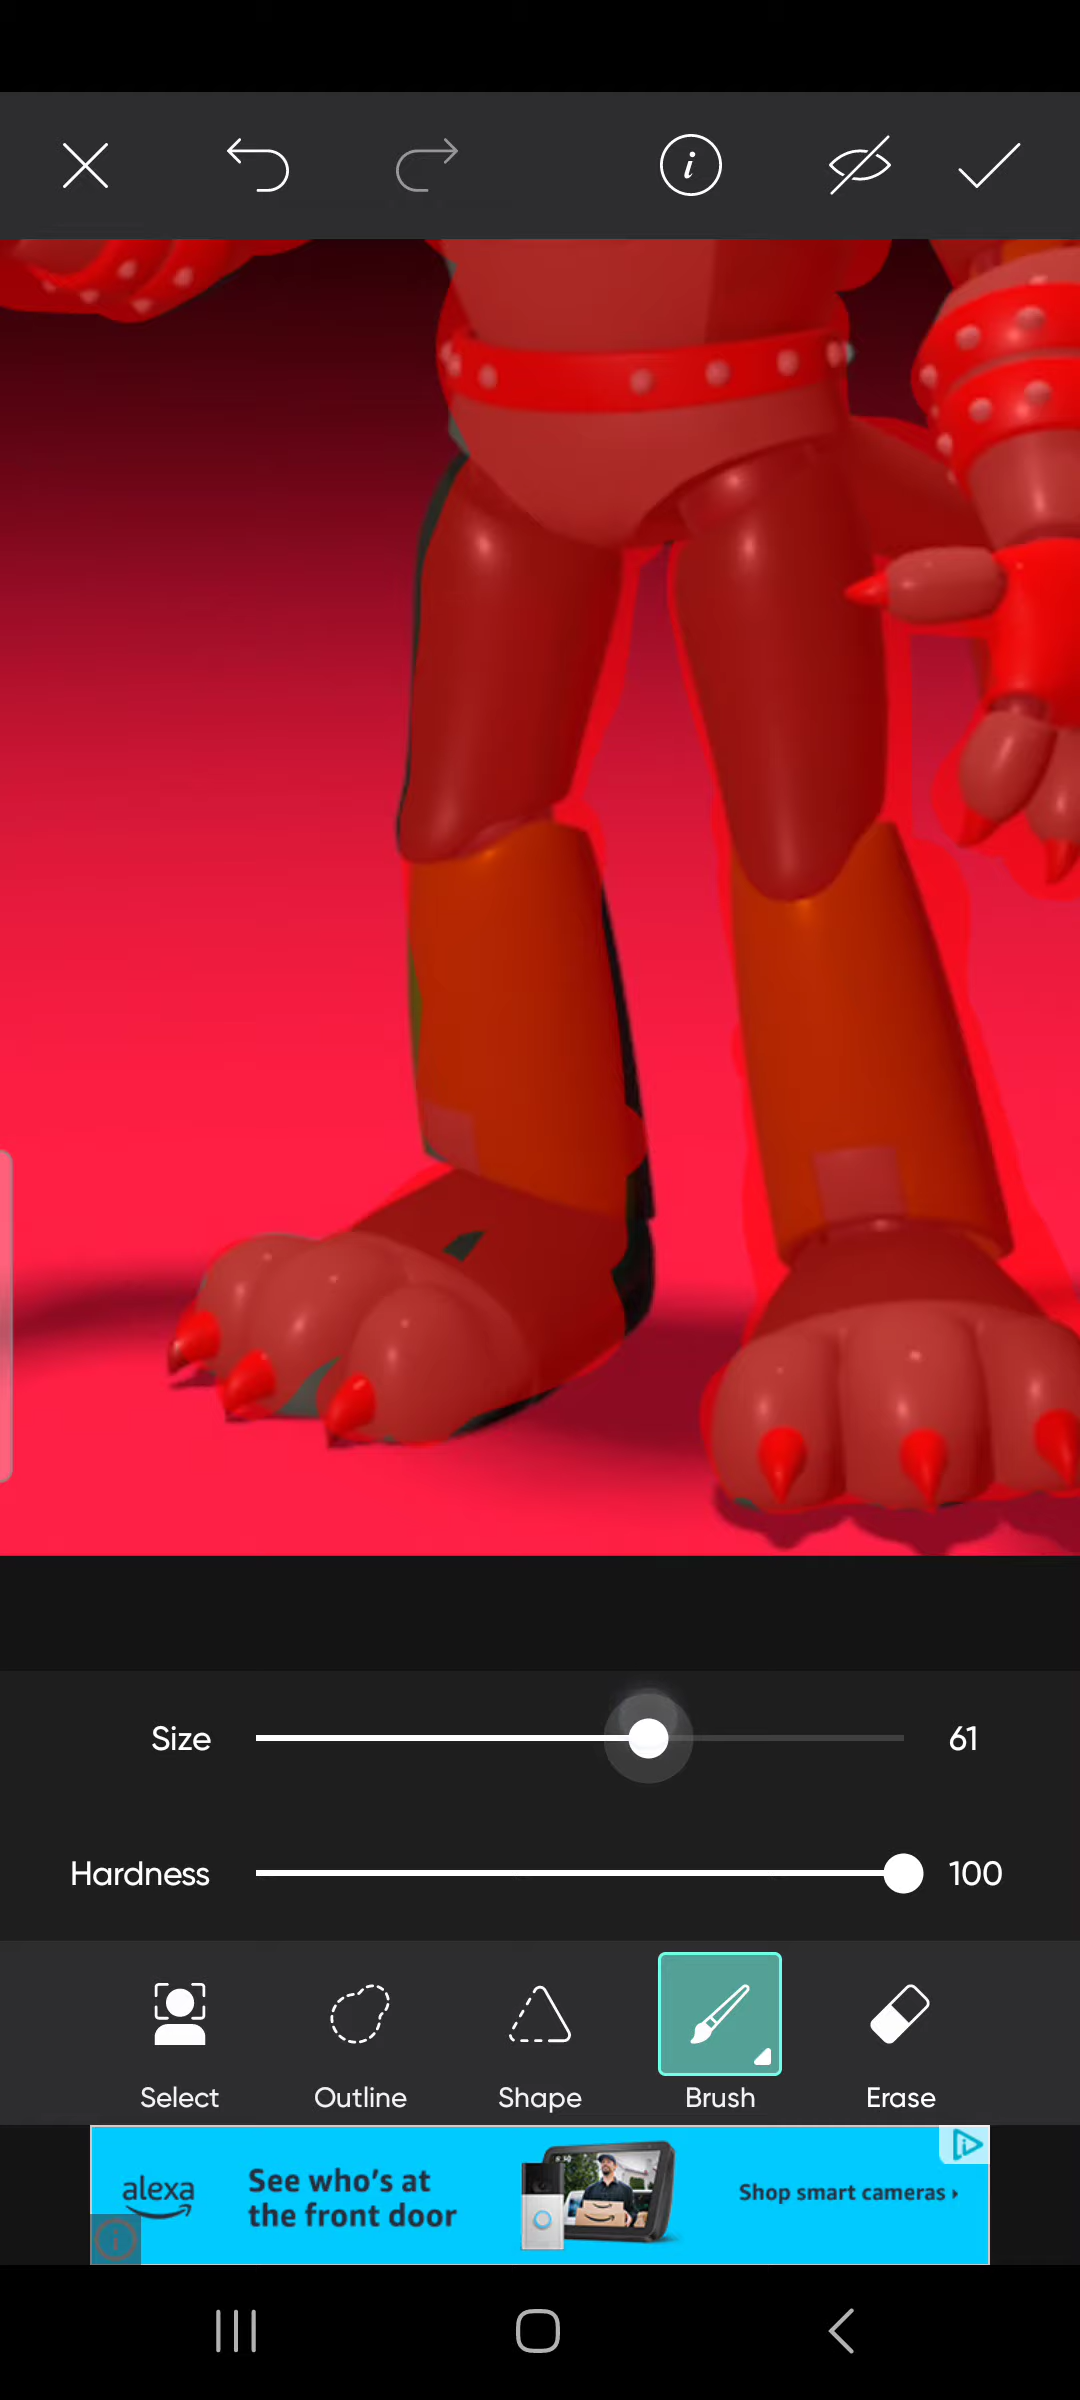 Size 61
Hardness 100
Select Outline Shape Brush Erase
alexa
See who's at
the front door
Shop smart cameras ›